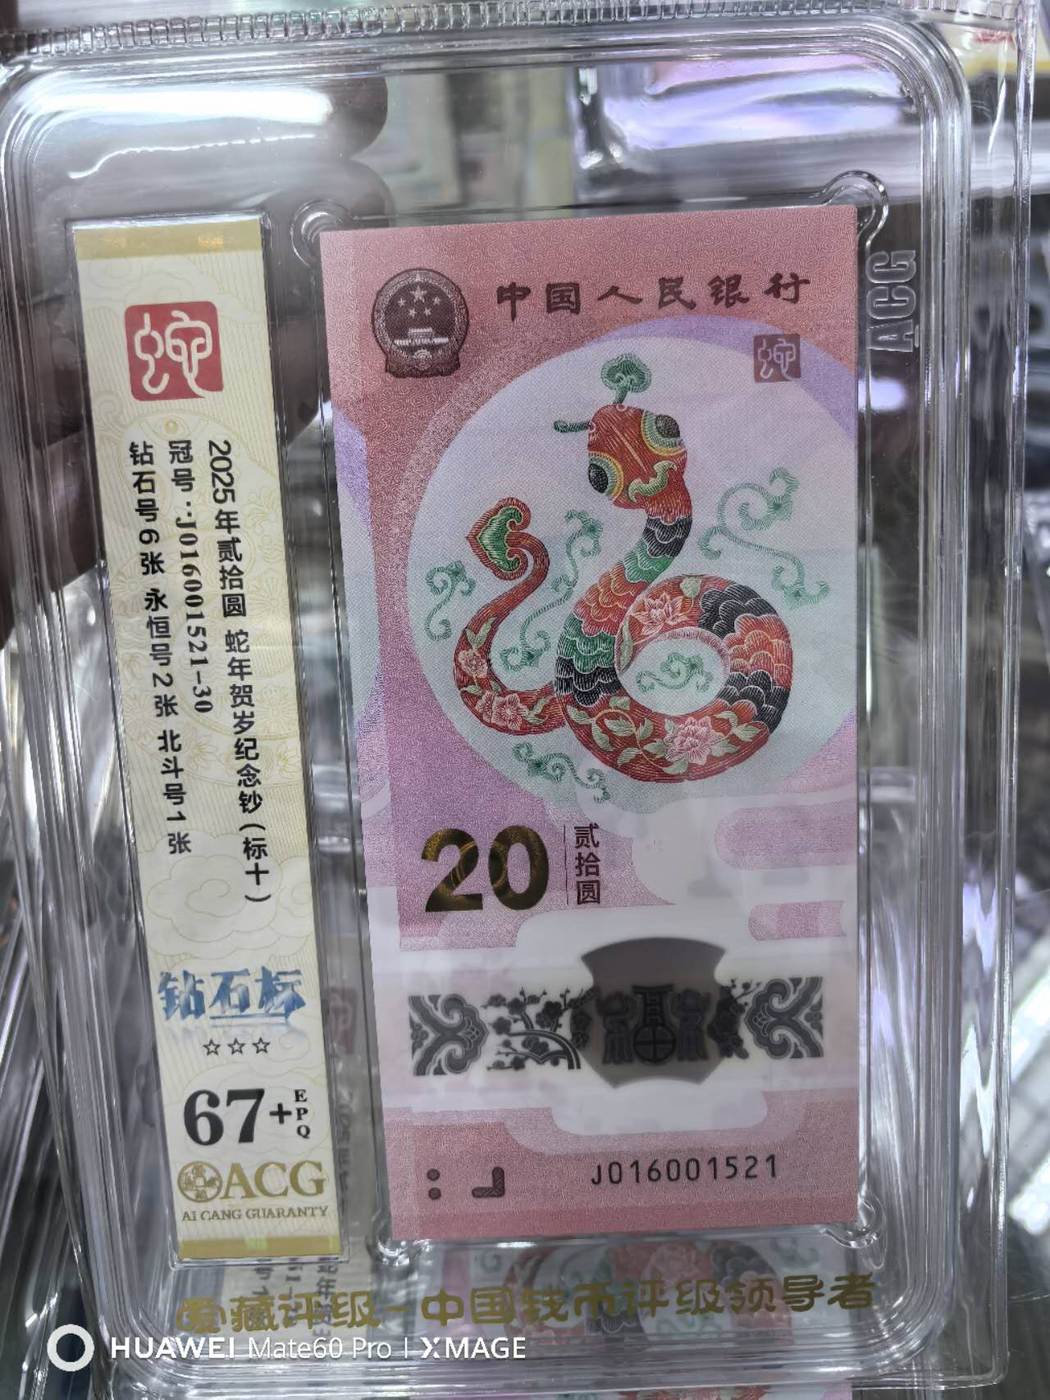 蛇
2025年贰拾圆 蛇年贺岁纪念钞(标十)
冠号:J016001521-30
钻石号6张 永恒号2张 北斗号1张
钻石标
☆☆☆
67+EPQ
ACG
AI CANG GUARANTY
中国人民银行
蛇
20
贰拾圆
J016001521
ACG
爱藏评级-中国钱币评级领导者
HUAWEI Mate60 Pro | XMAGE